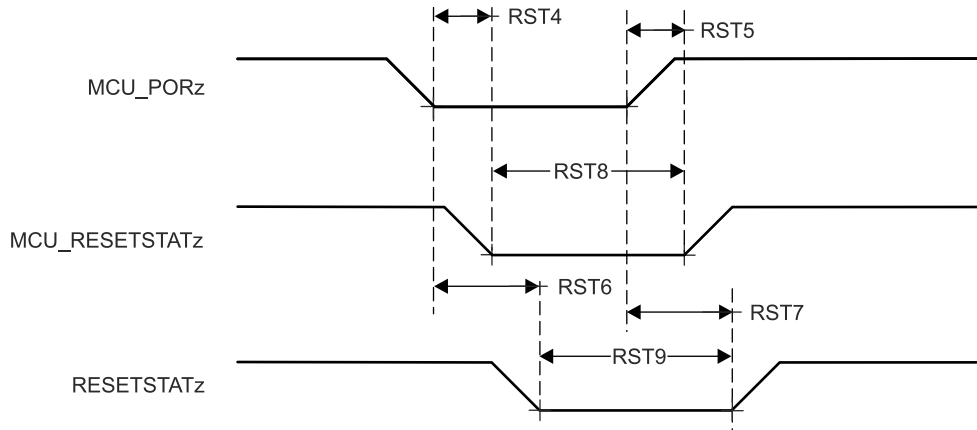 RST4
RST5
MCU_PORz
RST8
MCU_RESETSTATz
RST6
RST7
RST9
RESETSTATz